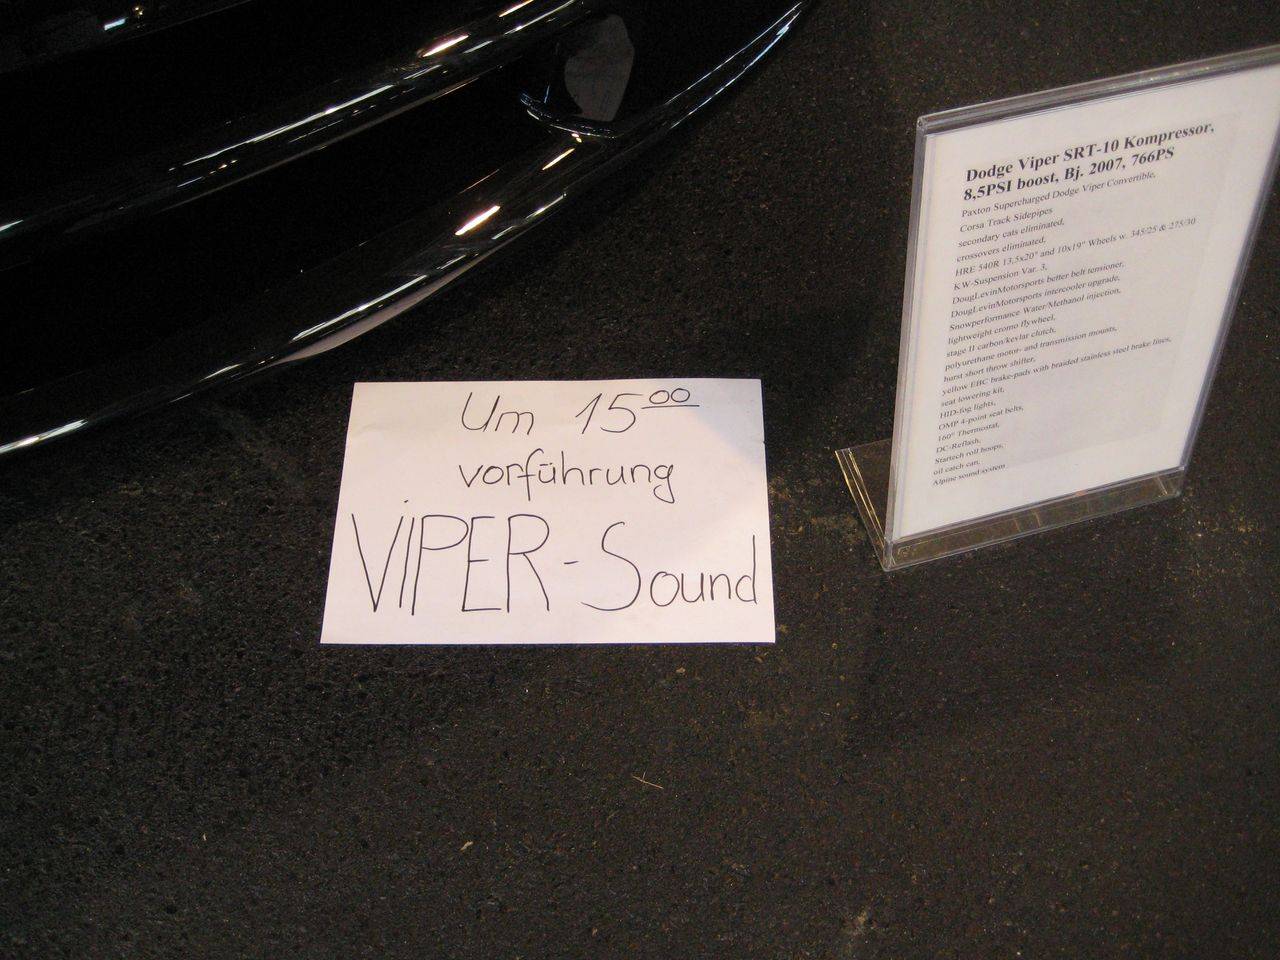 Um 15 00
vorführung
VIPER - Sound
Dodge Viper SRT-10 Kompressor,
8,5PSI boost, Bj. 2007, 766PS
Paxton Supercharged Dodge Viper Convertible,
Corsa Track Sidepipes
secondary cats eliminated,
crossovers eliminated,
HRE 540R 13,5x20" and 10x19" Wheels w. 345/25 & 275/30
KW-Suspension Var. 3,
DougLevinMotorsports better belt tensioner,
DougLevinMotorsports intercooler upgrade,
Snowperformance Water/Methanol injection,
lightweight cromo flywheel,
stage II carbon/kevlar clutch,
polyurethane motor- and transmission mounts,
hurst short throw shifter,
yellow EBC brake-pads with braided stainless steel brake lines,
seat lowering kit,
HID-fog lights,
OMP 4-point seat belts,
160° Thermostat,
DC-Reflash,
Startech roll hoops,
oil catch can,
Alpine sound system